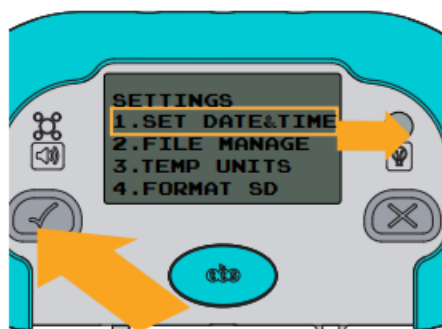 SETTINGS
1.SET DATE&TIME
2.FILE MANAGE
3.TEMP UNITS
4.FORMAT SD